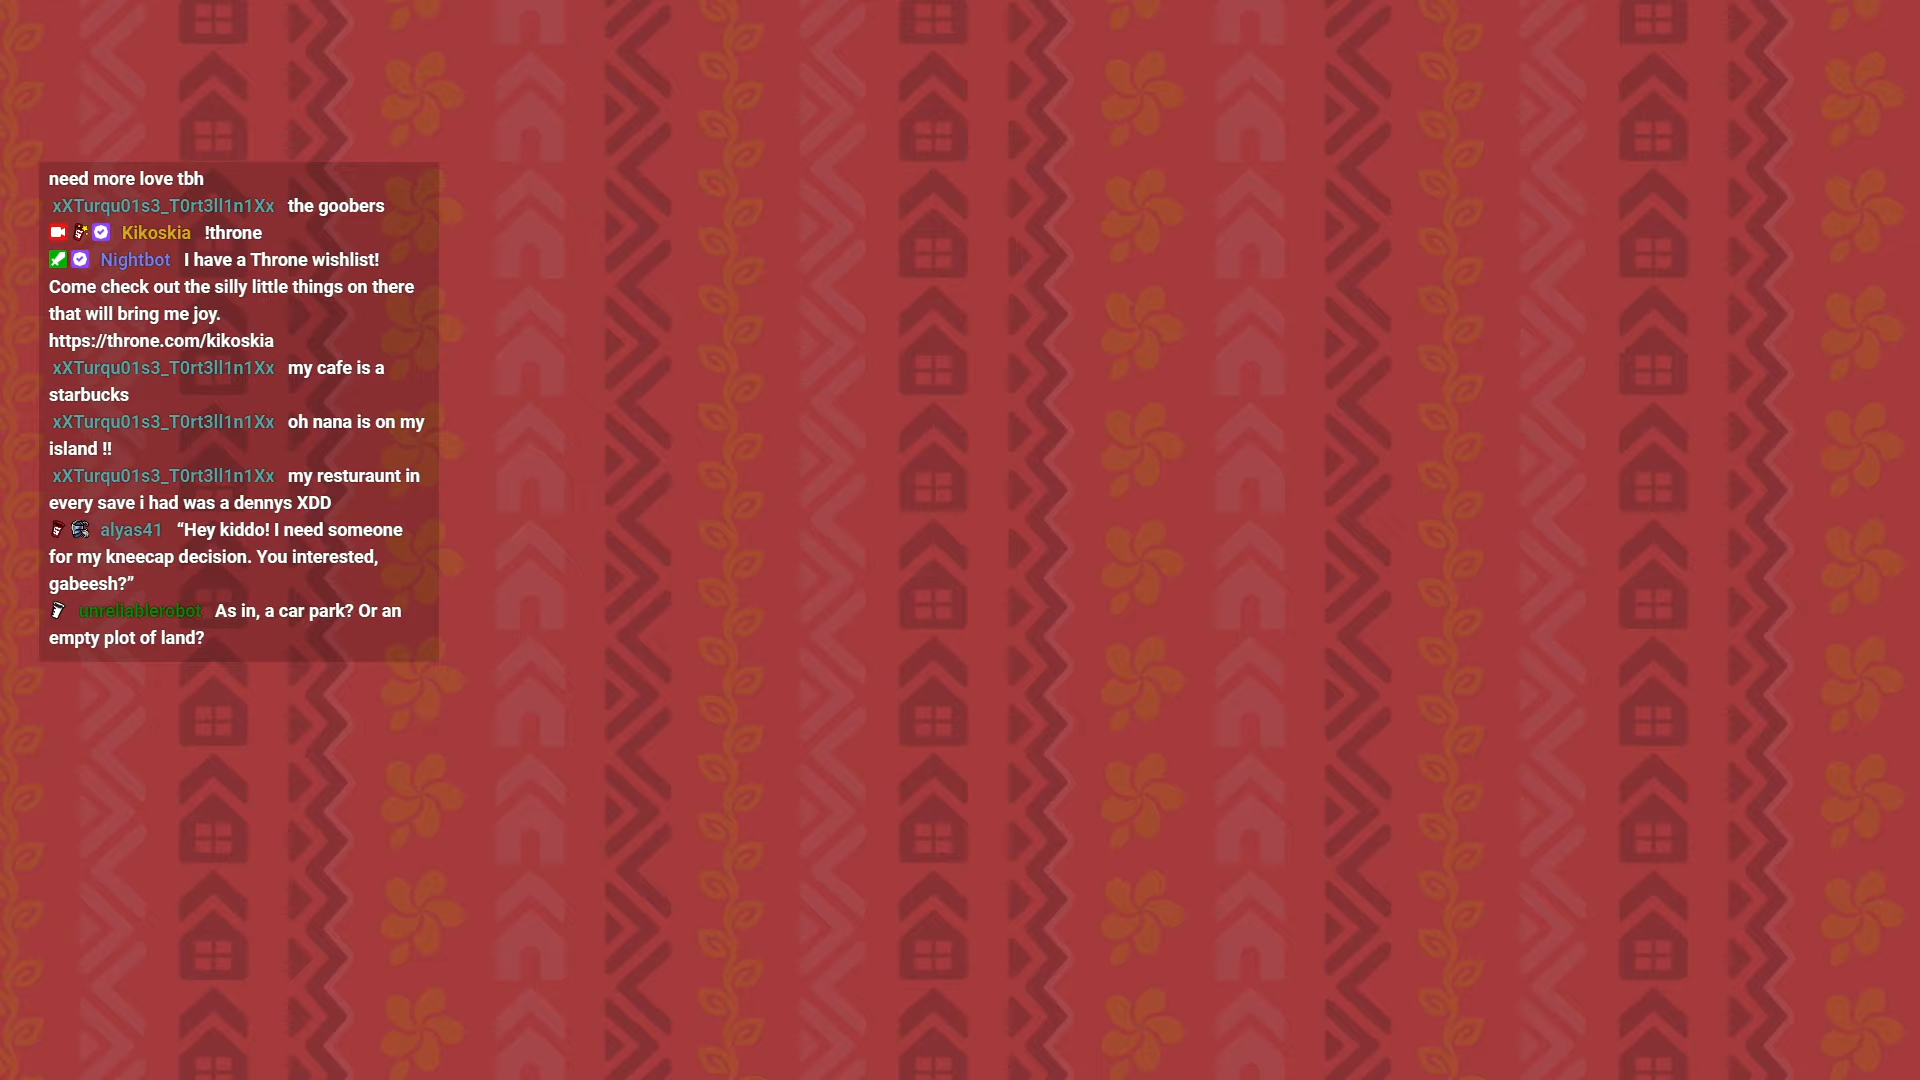 need more love tbh
xXTurqu01s3_T0rt3ll1n1Xx the goobers
Kikoskia !throne
Nightbot I have a Throne wishlist!
Come check out the silly little things on there
that will bring me joy.
https://throne.com/kikoskia
xXTurqu01s3_T0rt3ll1n1Xx my cafe is a
starbucks
xXTurqu01s3_T0rt3ll1n1Xx oh nana is on my
island !!
xXTurqu01s3_T0rt3ll1n1Xx my resturaunt in
every save i had was a dennys XDD
alyas41 “Hey kiddo! I need someone
for my kneecap decision. You interested,
gabeesh?”
unreliablerobot As in, a car park? Or an
empty plot of land?